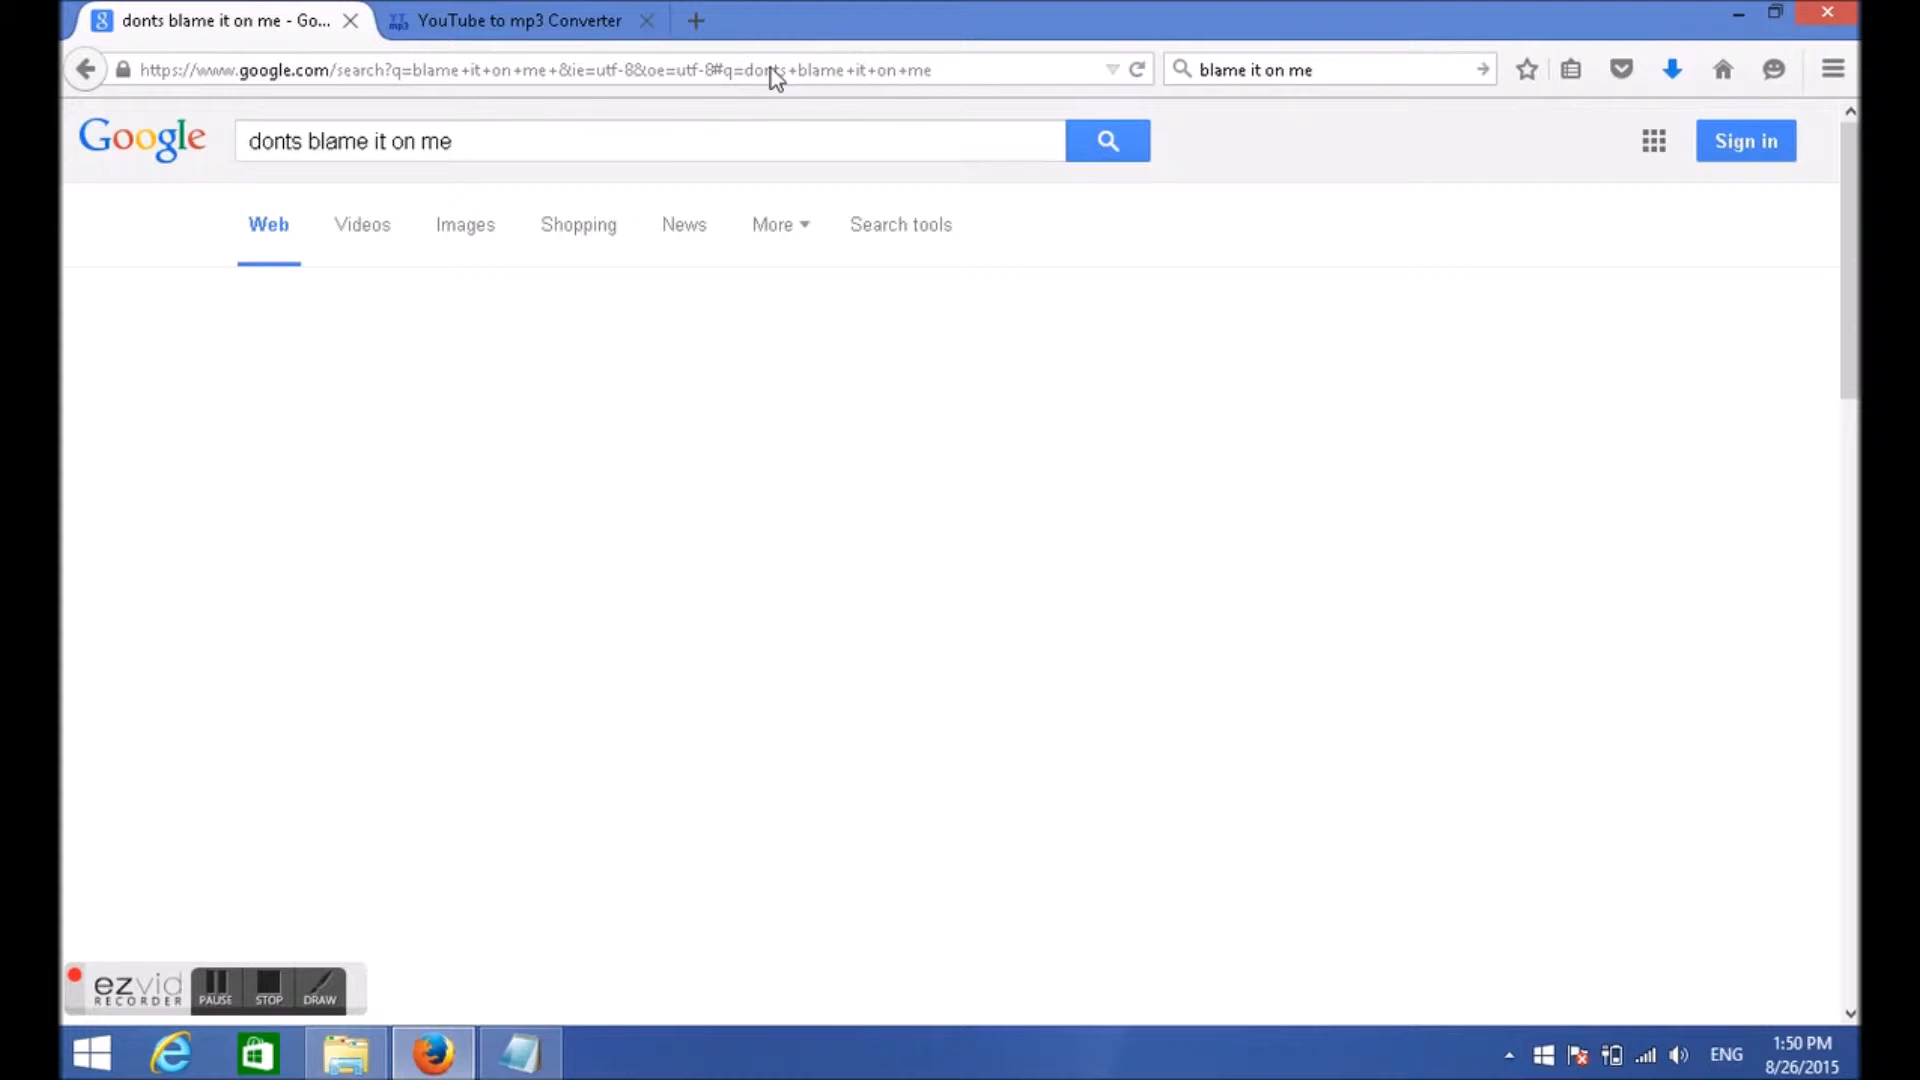 donts blame it on me - Go...
YouTube to mp3 Converter
https://www.google.com/search?q=blame+it+on+me+&ie=utf-8&oe=utf-8#q=donts+blame+it+on+me
blame it on me
Google
donts blame it on me
Sign in
Web
Videos
Images
Shopping
News
More
Search tools
ezvid
RECORDER
PAUSE
STOP
DRAW
ENG
1:50 PM
8/26/2015